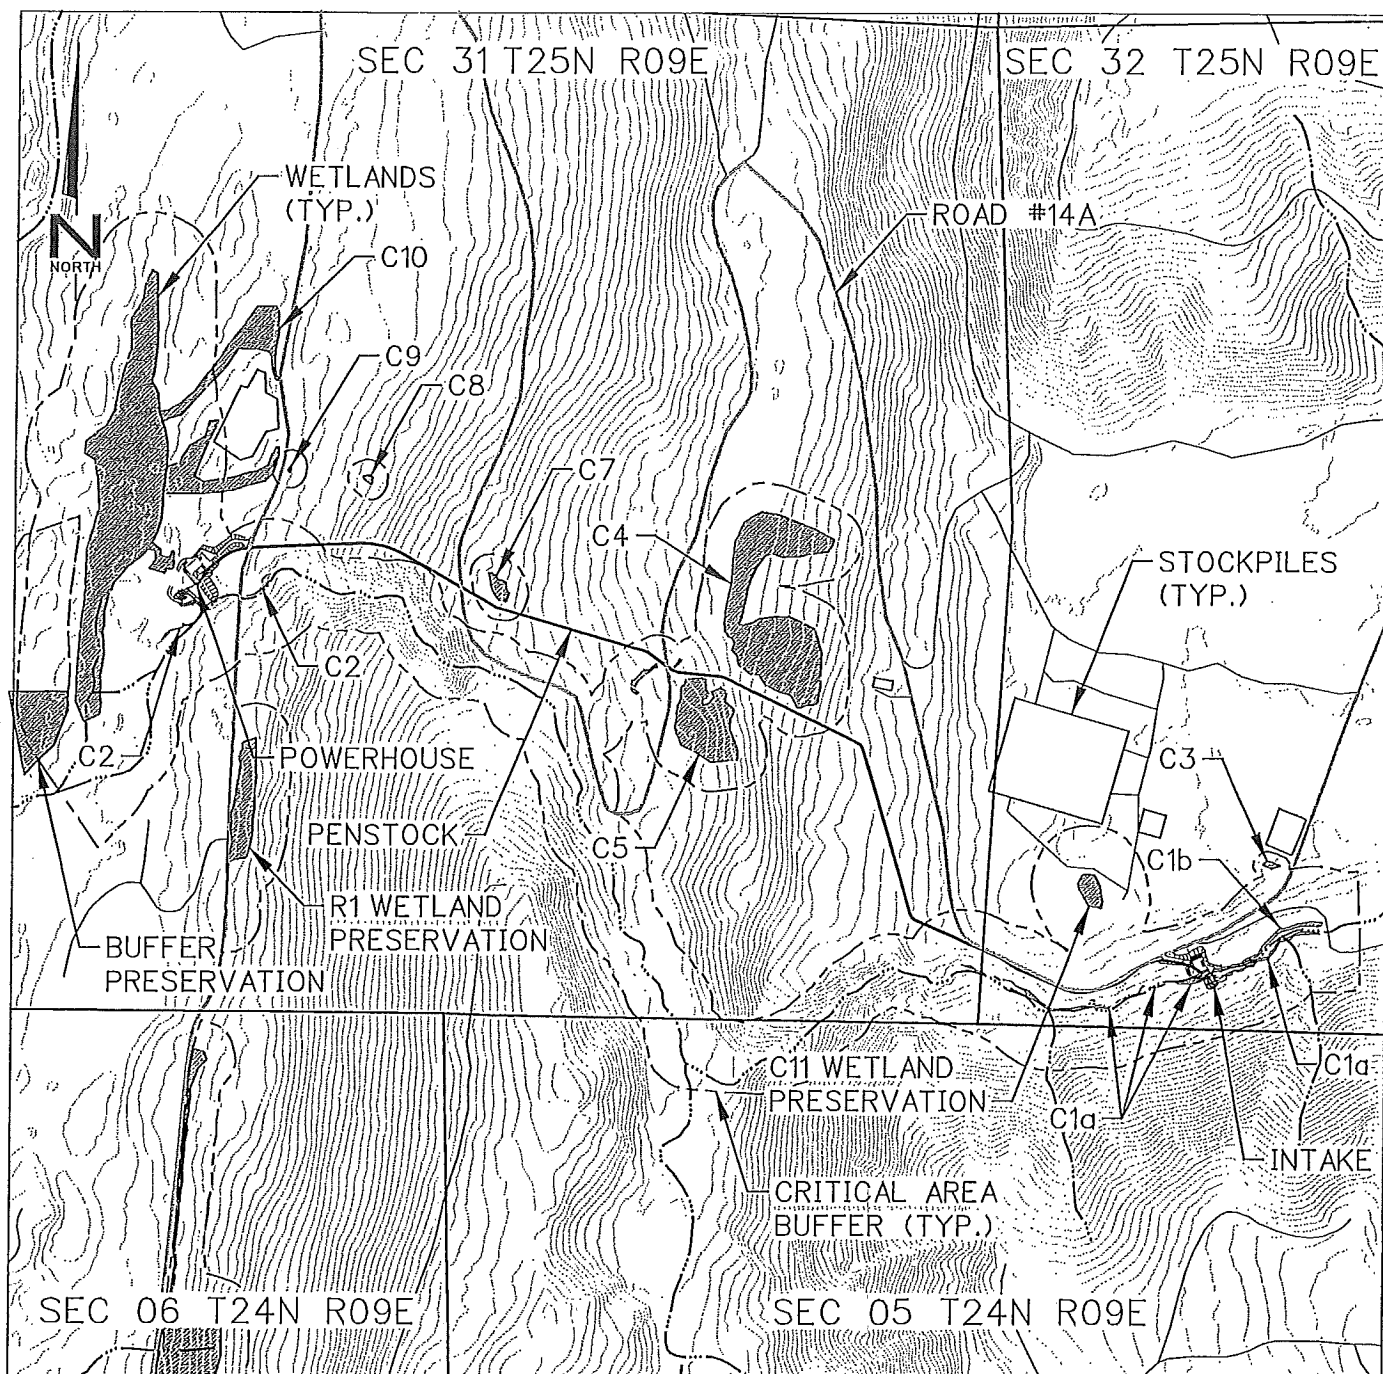 SEC 31 T25N R09E
SEC 32 T25N R09E
WETLANDS
(TYP.)
N
NORTH
ROAD #14A
C10
C9
C8
C7
C4
STOCKPILES
(TYP.)
C2
C2
POWERHOUSE
C3
PENSTOCK
C5
C1b
R1 WETLAND
PRESERVATION
BUFFER
PRESERVATION
C11 WETLAND
PRESERVATION
C1a
C1a
INTAKE
CRITICAL AREA
BUFFER (TYP.)
SEC 06 T24N R09E
SEC 05 T24N R09E